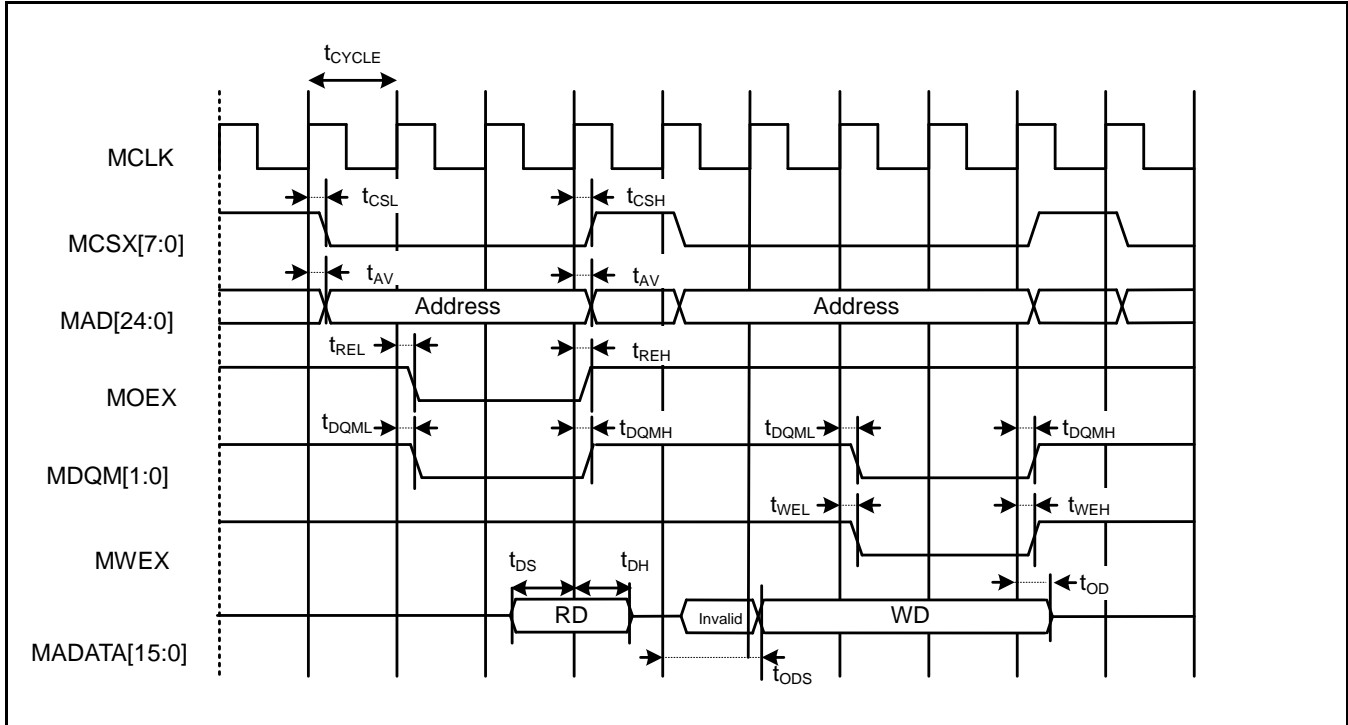 tCYCLE
MCLK
tCSL tCSH
MCSX[7:0]
tAV tAV
MAD[24:0] Address Address
tREL tREH
MOEX
tDQML tDQMH tDQML tDQMH
MDQM[1:0]
tWEL tWEH
MWEX
tDS tDH tOD
RD Invalid WD
MADATA[15:0]
tODS